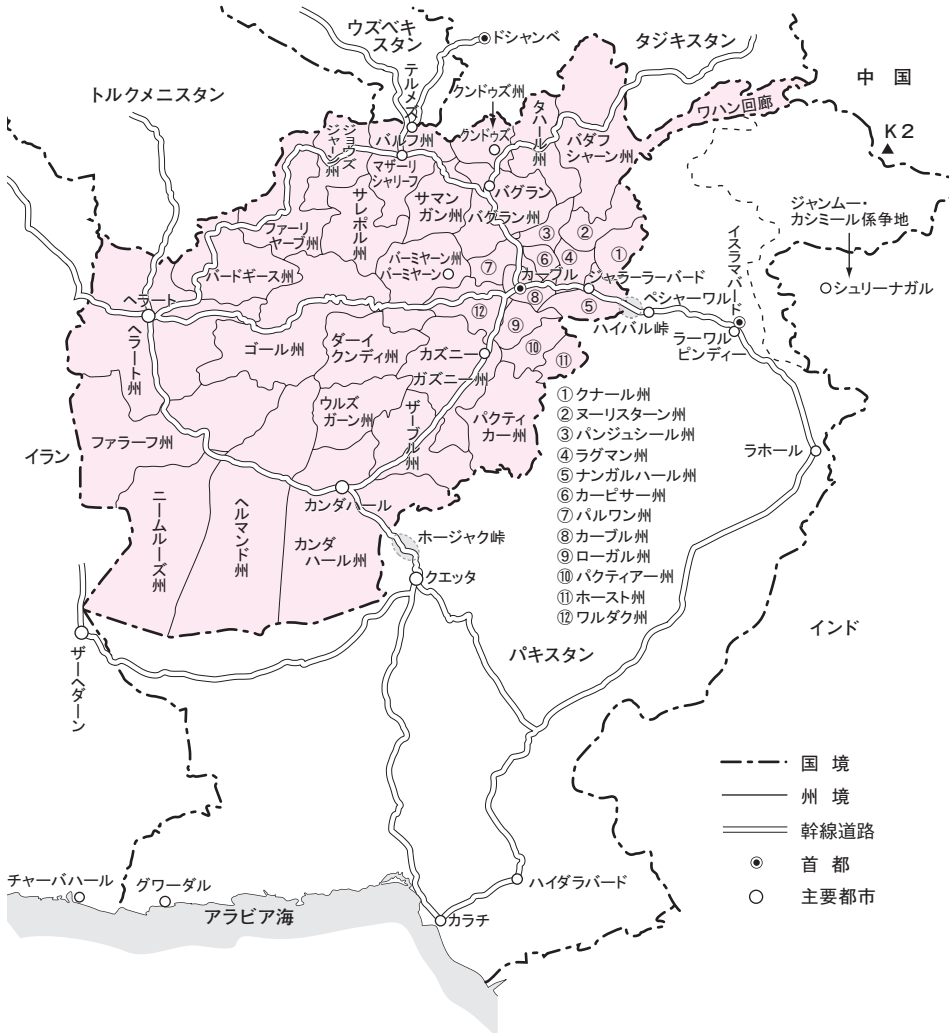 ウズベキ
スタン
ドシャンベ
タジキスタン
中国
トルクメニスタン
テルメズ
クンドゥズ州
タハール州
バダフ
シャーン州
ワハン回廊
K2
ジョウズ
ジャーン州
バルフ州
クンドゥズ
マザーリ
シャリーフ
バグラン
ジャンムー・
カシミール係争地
サレポル州
サマン
ガン州
バグラン州
ファーリ
ヤーブ州
③
②
④
①
⑥
バーミヤーン州
バーミヤーン
⑦
カーブル
ジャラーラーバード
イスラマバード
シュリーナガル
バードギース州
ヘラート
⑧
⑤
ペシャーワル
ハイバル峠
ラーワル
ピンディー
⑫
⑨
ゴール州
ダーイ
クンディ州
カズニー
⑩
⑪
ヘラート州
ガズニー州
ウルズ
ガーン州
ザーブル州
パクティ
カー州
①クナール州
②ヌーリスターン州
③パンジュシール州
④ラグマン州
⑤ナンガルハール州
⑥カーピサー州
⑦パルワン州
⑧カーブル州
⑨ローガル州
⑩パクティアー州
⑪ホースト州
⑫ワルダク州
イラン
ファラーフ州
ラホール
カンダハール
ニームルーズ州
ヘルマンド州
カンダ
ハール州
ホージャク峠
クエッタ
インド
パキスタン
ザーヘダーン
国境
州境
幹線道路
首都
主要都市
チャーバハール
グワーダル
ハイダラバード
アラビア海
カラチ